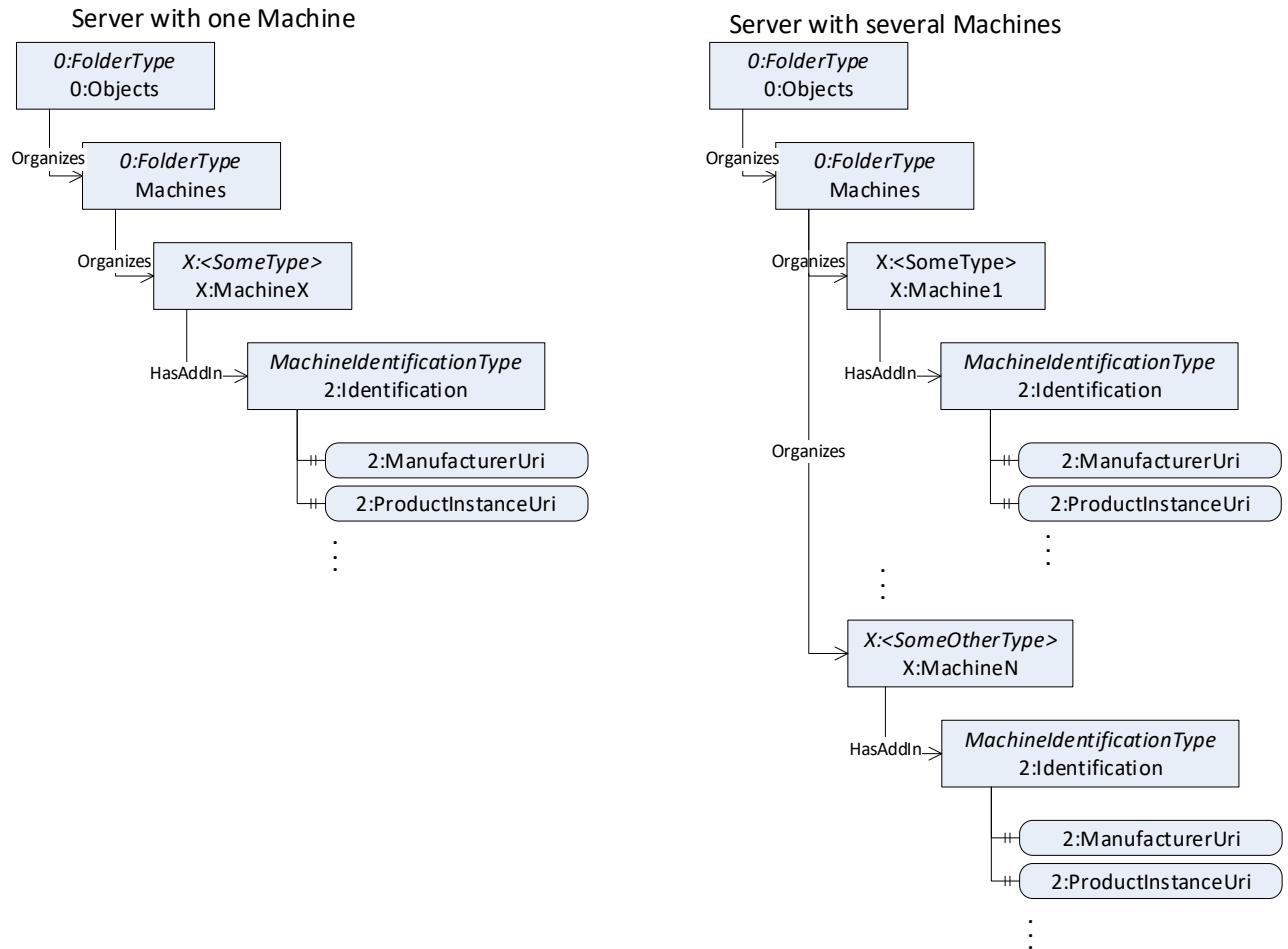 Server with one Machine
0:FolderType
0:Objects
Organizes
0:FolderType
Machines
Organizes
X:<SomeType>
X:MachineX
HasAddIn
MachineIdentificationType
2:Identification
2:ManufacturerUri
2:ProductInstanceUri
Server with several Machines
0:FolderType
0:Objects
Organizes
0:FolderType
Machines
Organizes
X:<SomeType>
X:Machine1
HasAddIn
MachineIdentificationType
2:Identification
2:ManufacturerUri
2:ProductInstanceUri
Organizes
X:<SomeOtherType>
X:MachineN
HasAddIn
MachineIdentificationType
2:Identification
2:ManufacturerUri
2:ProductInstanceUri